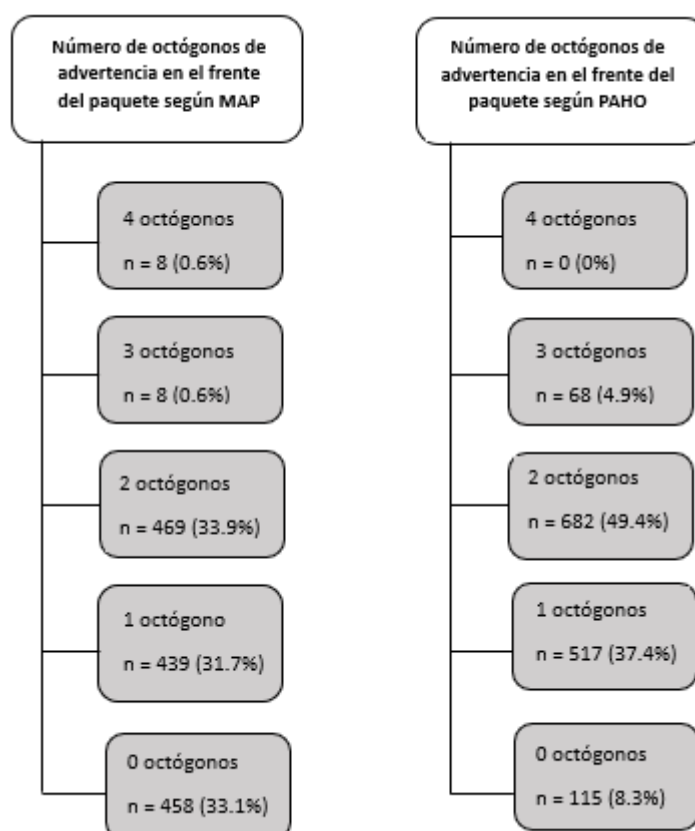 Número de octógonos de
advertencia en el frente
del paquete según MAP
4 octógonos
n = 8 (0.6%)
3 octógonos
n = 8 (0.6%)
2 octógonos
n = 469 (33.9%)
1 octógono
n = 439 (31.7%)
0 octógonos
n = 458 (33.1%)
Número de octógonos de
advertencia en el frente del
paquete según PAHO
4 octógonos
n = 0 (0%)
3 octógonos
n = 68 (4.9%)
2 octógonos
n = 682 (49.4%)
1 octógonos
n = 517 (37.4%)
0 octógonos
n = 115 (8.3%)